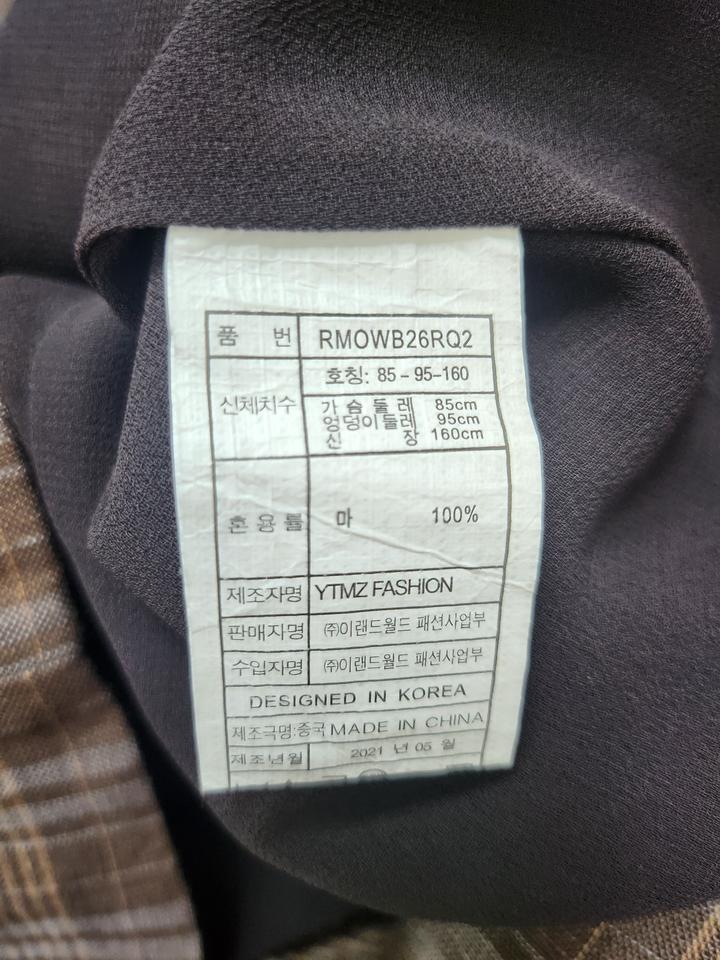 품 번 RMOWB26RQ2
신체치수 호칭: 85-95-160
가 슴 둘 레 85cm
엉덩이둘레 95cm
신 장 160cm
혼 용 률 마 100%
제조자명 YTMZ FASHION
판매자명 ㈜이랜드월드 패션사업부
수입자명 ㈜이랜드월드 패션사업부
DESIGNED IN KOREA
제조국명:중국 MADE IN CHINA
제조년월 2021 년 05 월